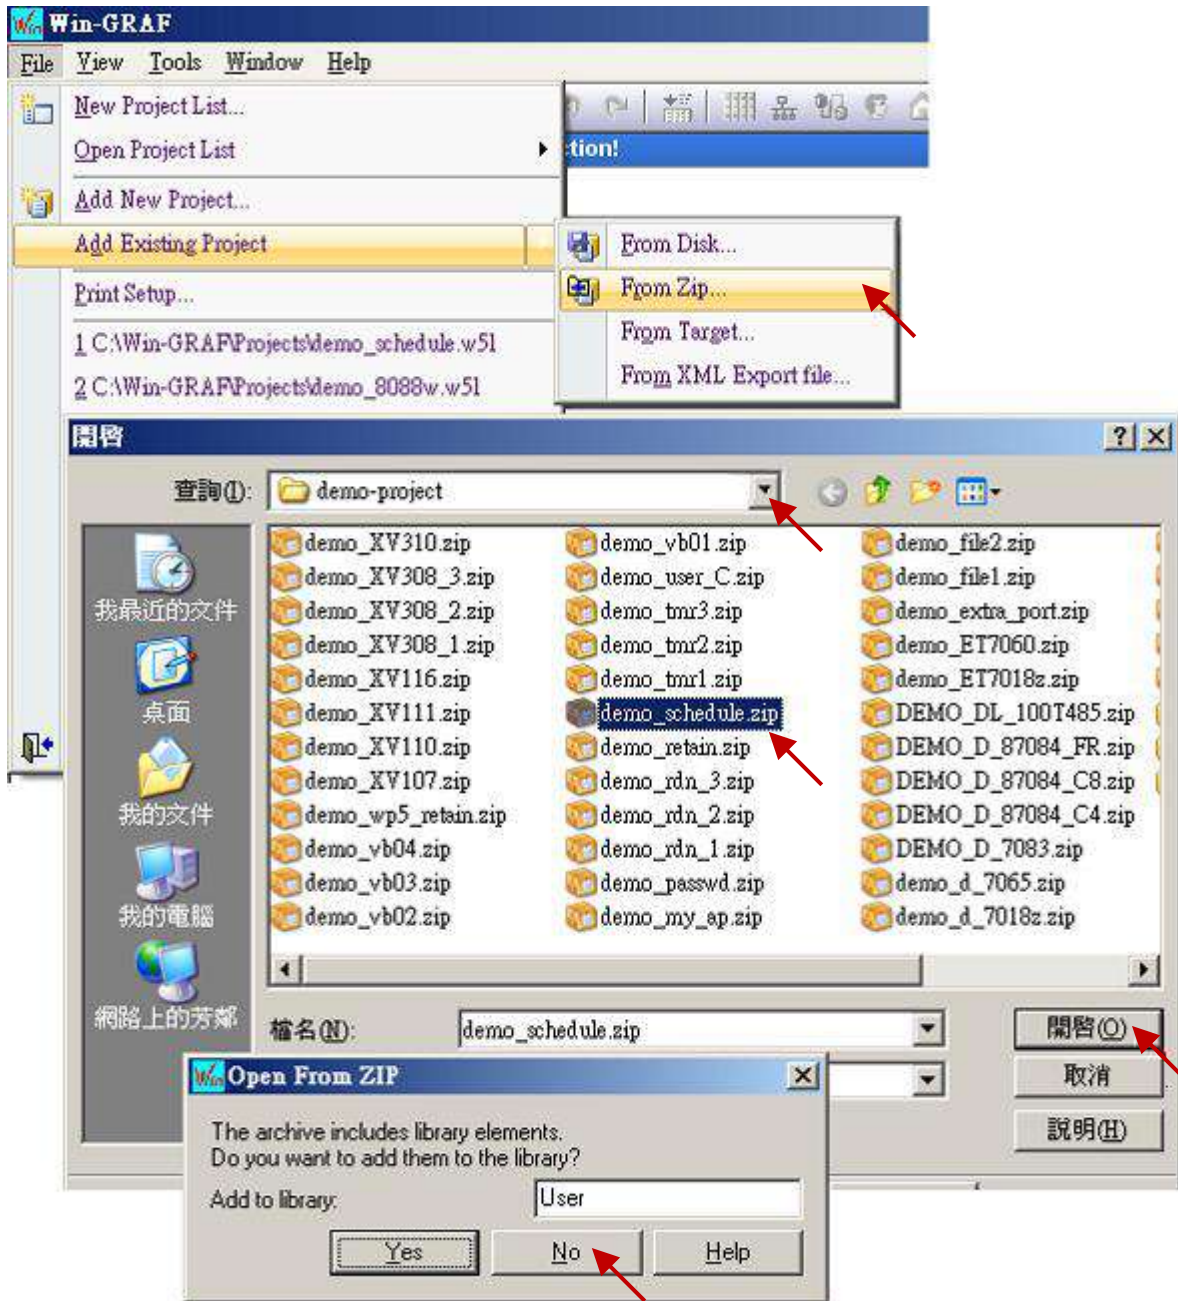 Win-GRAF
File View Tools Window Help
New Project List...
Open Project List
tion!
Add New Project...
Add Existing Project
From Disk...
From Zip...
Print Setup...
From Target...
1 C:\Win-GRAF\Projects\demo_schedule.w5l
From XML Export file...
2 C:\Win-GRAF\Projects\demo_8088w.w5l
開啓
查詢(I): demo-project
demo_XV310.zip demo_vb01.zip demo_file2.zip
demo_XV308_3.zip demo_user_C.zip demo_file1.zip
我最近的文件 demo_XV308_2.zip demo_tmr3.zip demo_extra_port.zip
demo_XV308_1.zip demo_tmr2.zip demo_ET7060.zip
demo_XV116.zip demo_tmr1.zip demo_ET7018z.zip
桌面 demo_XV111.zip demo_schedule.zip DEMO_DL_100T485.zip
demo_XV110.zip demo_retain.zip DEMO_D_87084_FR.zip
demo_XV107.zip demo_rdn_3.zip DEMO_D_87084_C8.zip
我的文件 demo_wp5_retain.zip demo_rdn_2.zip DEMO_D_87084_C4.zip
demo_vb04.zip demo_rdn_1.zip DEMO_D_7083.zip
demo_vb03.zip demo_passwd.zip demo_d_7065.zip
我的電腦 demo_vb02.zip demo_my_ap.zip demo_d_7018z.zip
網路上的芳鄰
檔名(N): demo_schedule.zip 開啓(O)
Win Open From ZIP
取消
The archive includes library elements.
說明(H)
Do you want to add them to the library?
Add to library: User
Yes No Help